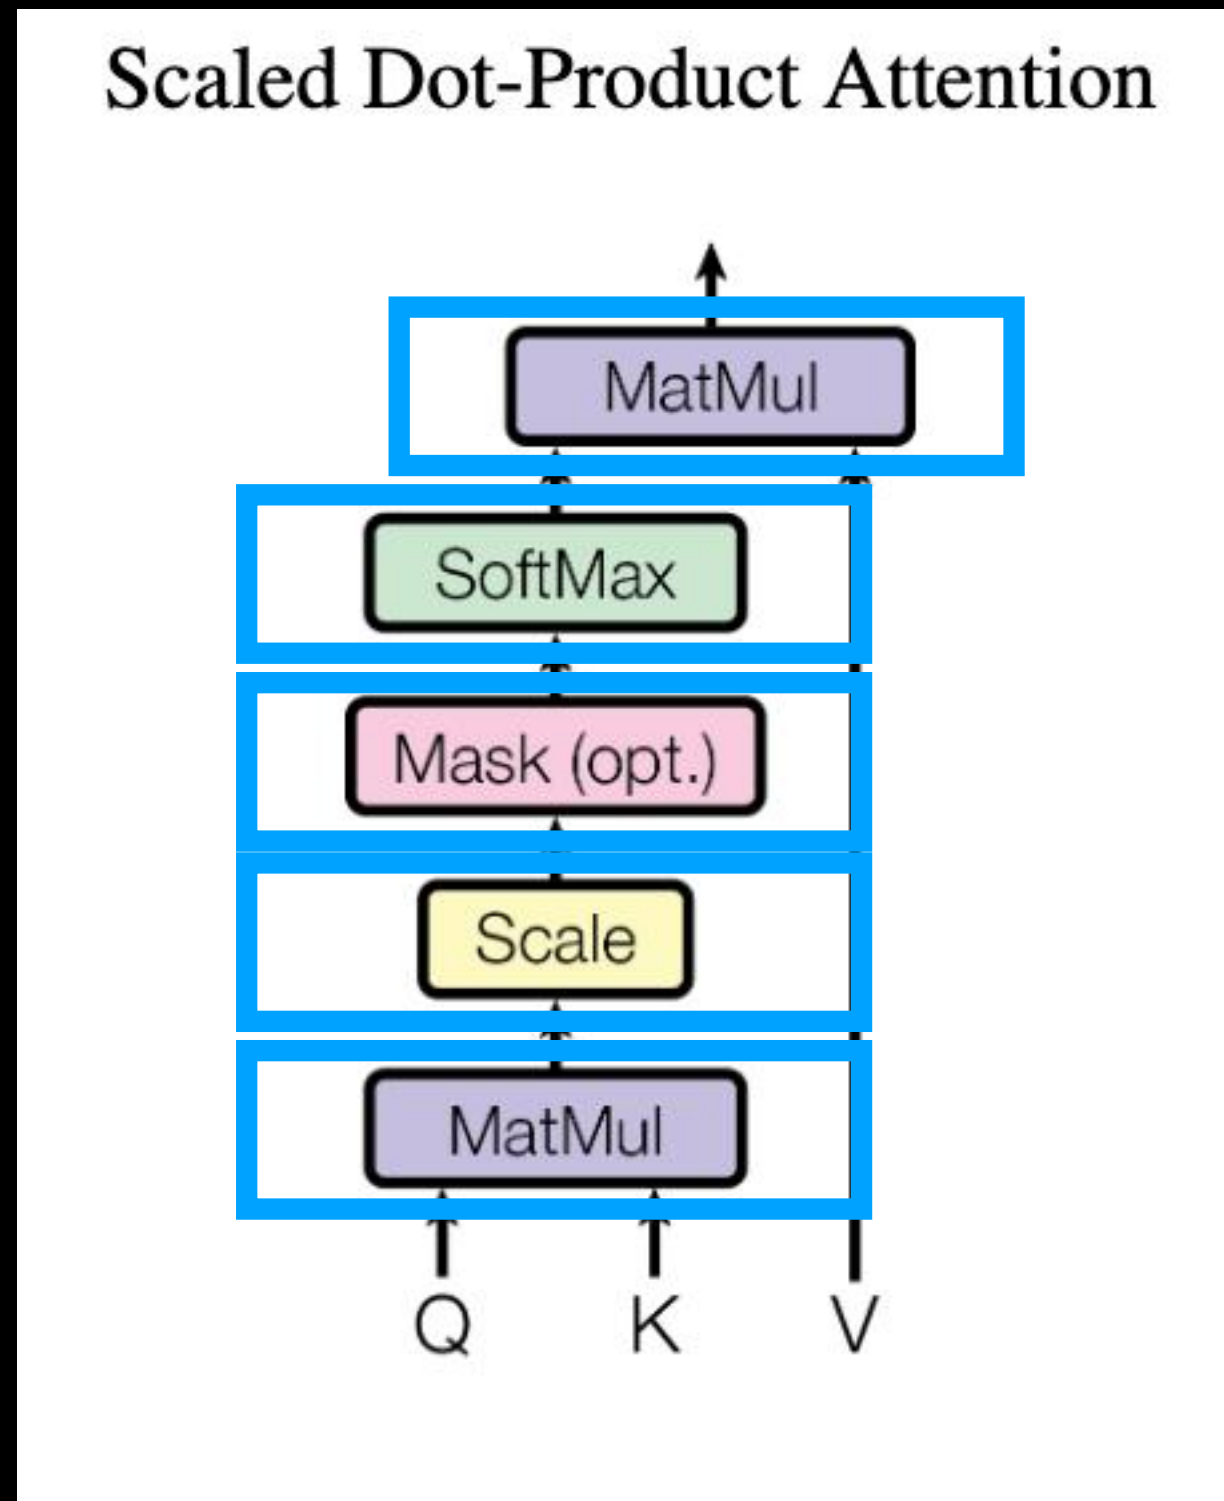 Scaled Dot-Product Attention
MatMul
SoftMax
Mask (opt.)
Scale
MatMul
Q K V